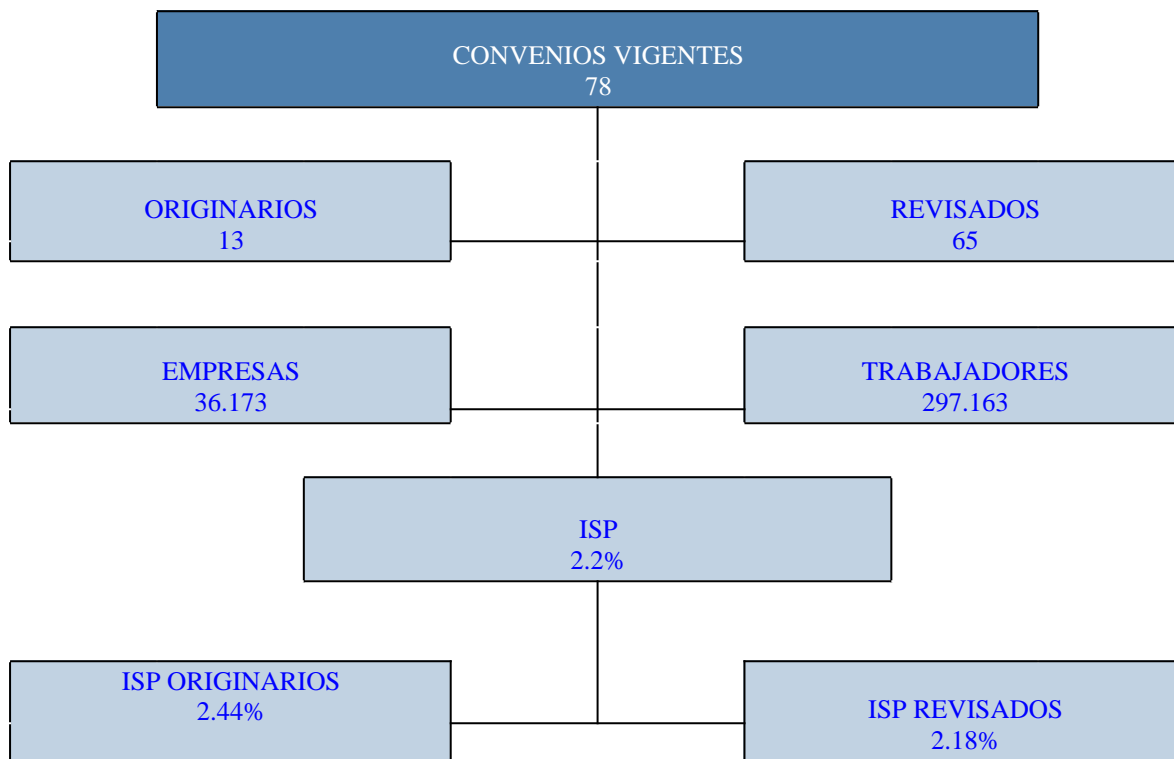 CONVENIOS VIGENTES
78
ORIGINARIOS
13
REVISADOS
65
EMPRESAS
36.173
TRABAJADORES
297.163
ISP
2.2%
ISP ORIGINARIOS
2.44%
ISP REVISADOS
2.18%